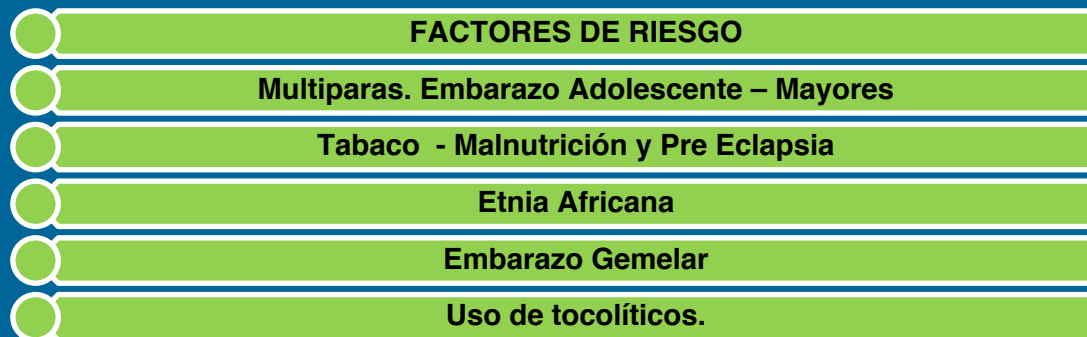 FACTORES DE RIESGO
Multiparas. Embarazo Adolescente – Mayores
Tabaco - Malnutrición y Pre Eclapsia
Etnia Africana
Embarazo Gemelar
Uso de tocolíticos.